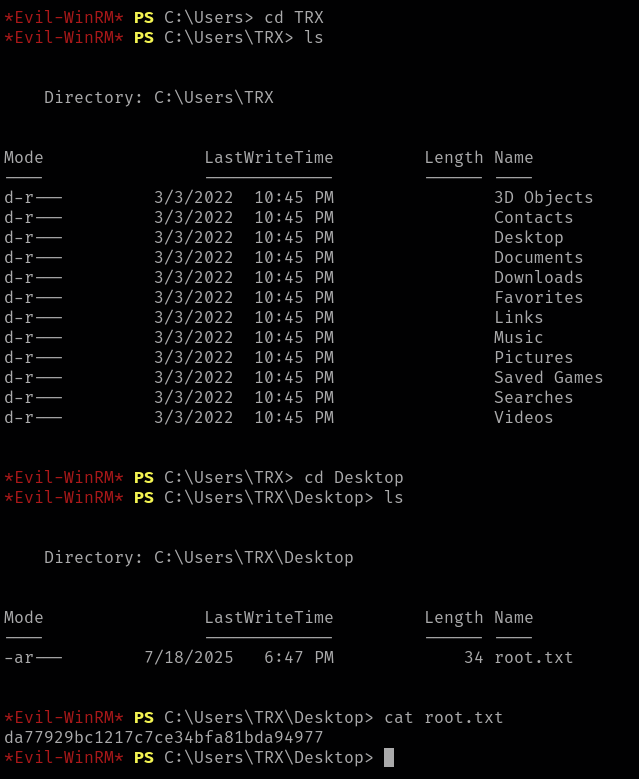 *Evil-WinRM* PS C:\Users> cd TRX
*Evil-WinRM* PS C:\Users\TRX> ls
Directory: C:\Users\TRX
Mode LastWriteTime Length Name
---- ------------- ------ ----
d-r--- 3/3/2022 10:45 PM 3D Objects
d-r--- 3/3/2022 10:45 PM Contacts
d-r--- 3/3/2022 10:45 PM Desktop
d-r--- 3/3/2022 10:45 PM Documents
d-r--- 3/3/2022 10:45 PM Downloads
d-r--- 3/3/2022 10:45 PM Favorites
d-r--- 3/3/2022 10:45 PM Links
d-r--- 3/3/2022 10:45 PM Music
d-r--- 3/3/2022 10:45 PM Pictures
d-r--- 3/3/2022 10:45 PM Saved Games
d-r--- 3/3/2022 10:45 PM Searches
d-r--- 3/3/2022 10:45 PM Videos
*Evil-WinRM* PS C:\Users\TRX> cd Desktop
*Evil-WinRM* PS C:\Users\TRX\Desktop> ls
Directory: C:\Users\TRX\Desktop
Mode LastWriteTime Length Name
---- ------------- ------ ----
-ar--- 7/18/2025 6:47 PM 34 root.txt
*Evil-WinRM* PS C:\Users\TRX\Desktop> cat root.txt
da77929bc1217c7ce34bfa81bda94977
*Evil-WinRM* PS C:\Users\TRX\Desktop>